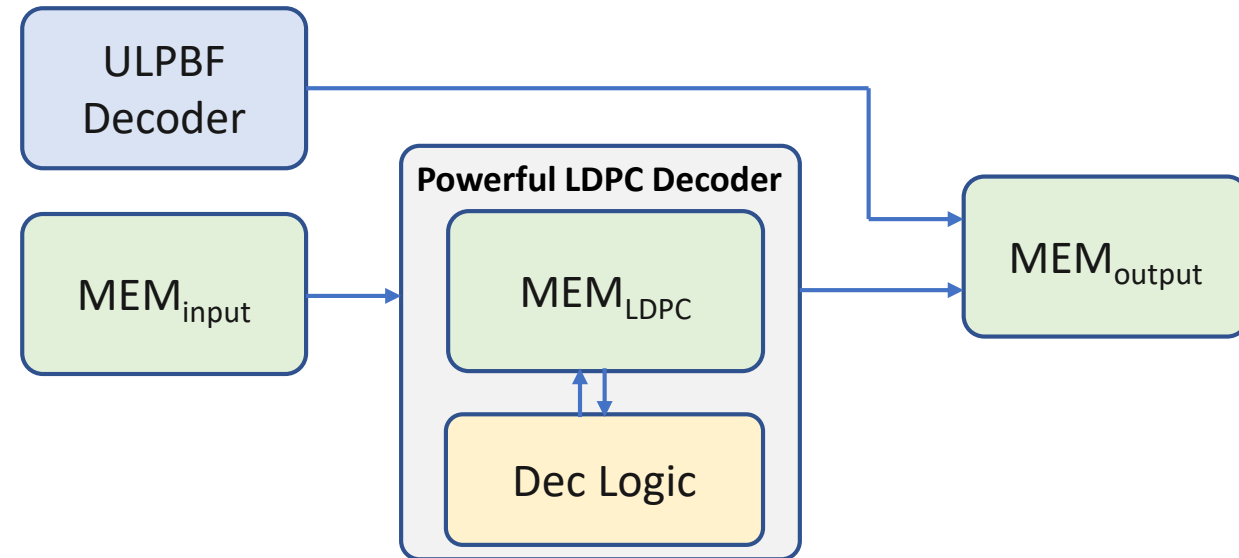 ULPBF
Decoder
Powerful LDPC Decoder
MEMinput
MEMLDPC
MEMoutput
Dec Logic